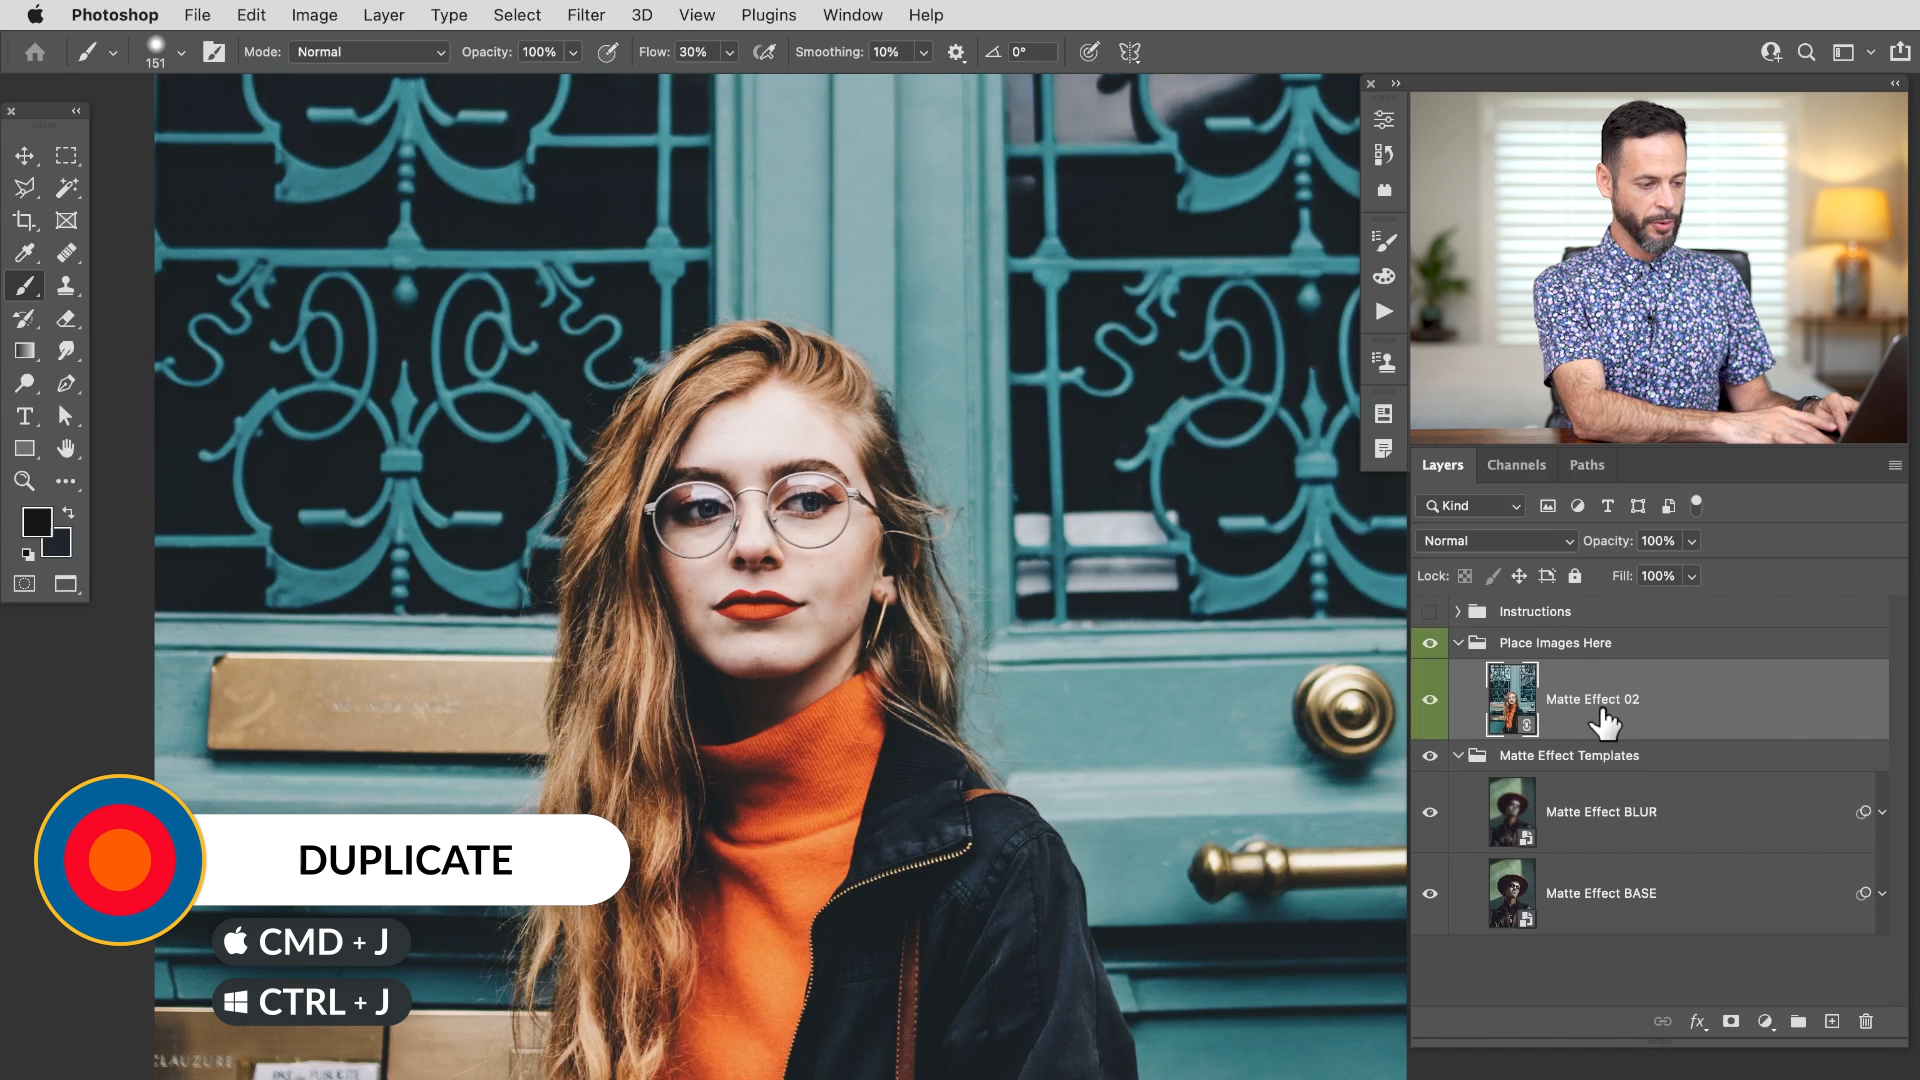 Photoshop File Edit Image Layer Type Select Filter 3D View Plugins Window Help
151 Mode: Normal Opacity: 100% Flow: 30% Smoothing: 10% 0°
Layers Channels Paths
Kind
Normal Opacity: 100%
Lock: Fill: 100%
Instructions
Place Images Here
Matte Effect 02
Matte Effect Templates
Matte Effect BLUR
Matte Effect BASE
fx
DUPLICATE
CMD + J
CTRL + J
CLAUZURE